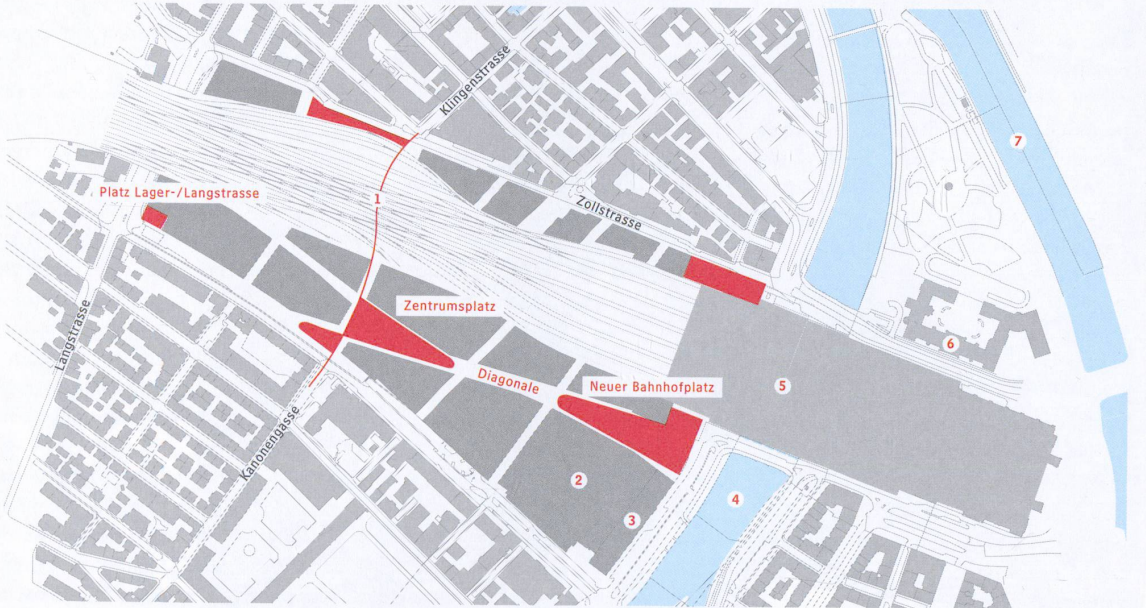 Klingenstrasse
7
Platz Lager-/Langstrasse
1
Zollstrasse
Zentrumsplatz
Langstrasse
6
Diagonale
Neuer Bahnhofplatz
5
Kanonengasse
2
4
3